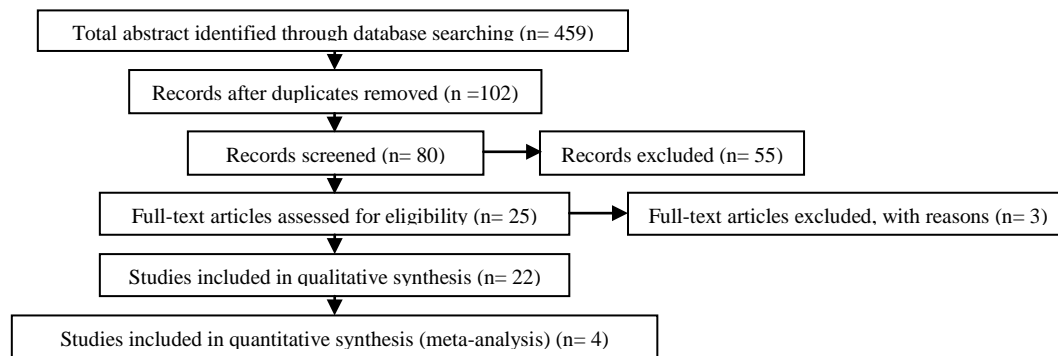 Total abstract identified through database searching (n= 459)
Records after duplicates removed (n =102)
Records screened (n= 80)
Records excluded (n= 55)
Full-text articles assessed for eligibility (n= 25)
Full-text articles excluded, with reasons (n= 3)
Studies included in qualitative synthesis (n= 22)
Studies included in quantitative synthesis (meta-analysis) (n= 4)